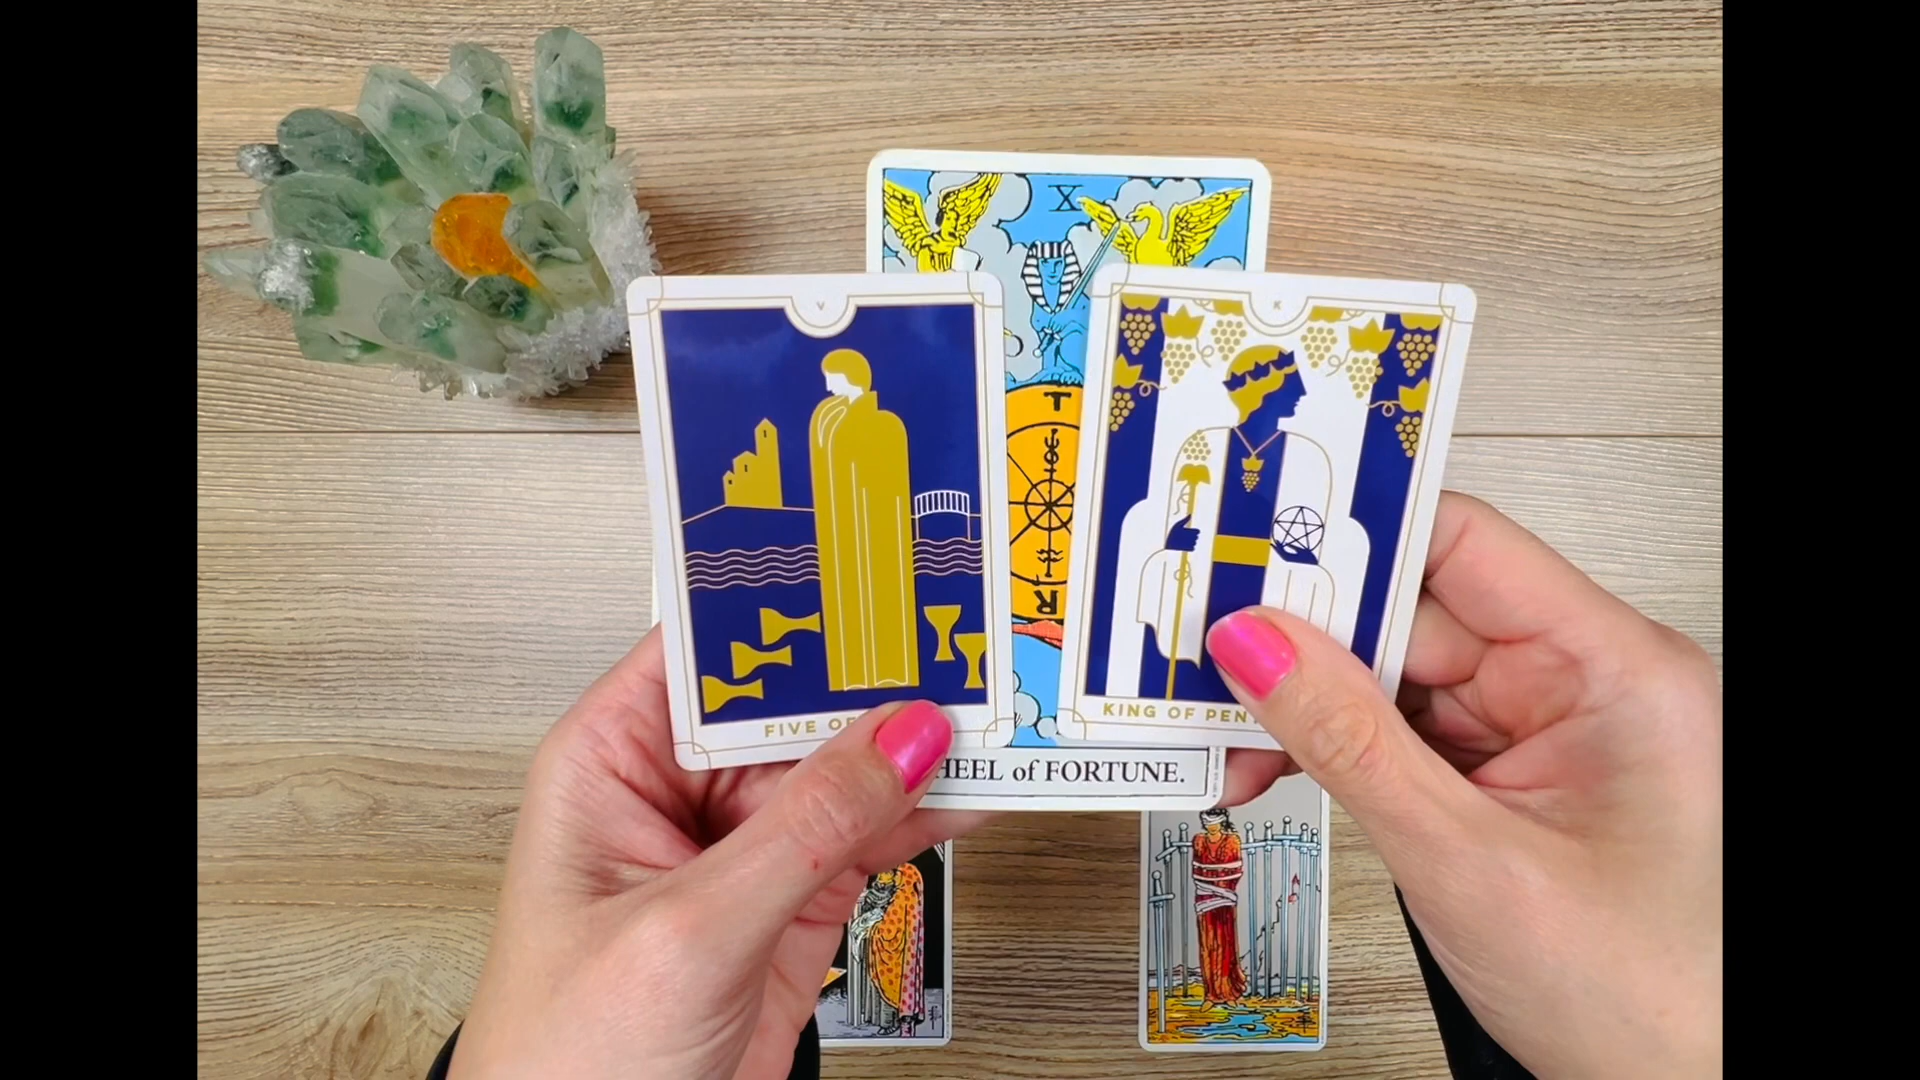 X
V
K
T
R
FIVE OF
KING OF PEN
HEEL of FORTUNE.